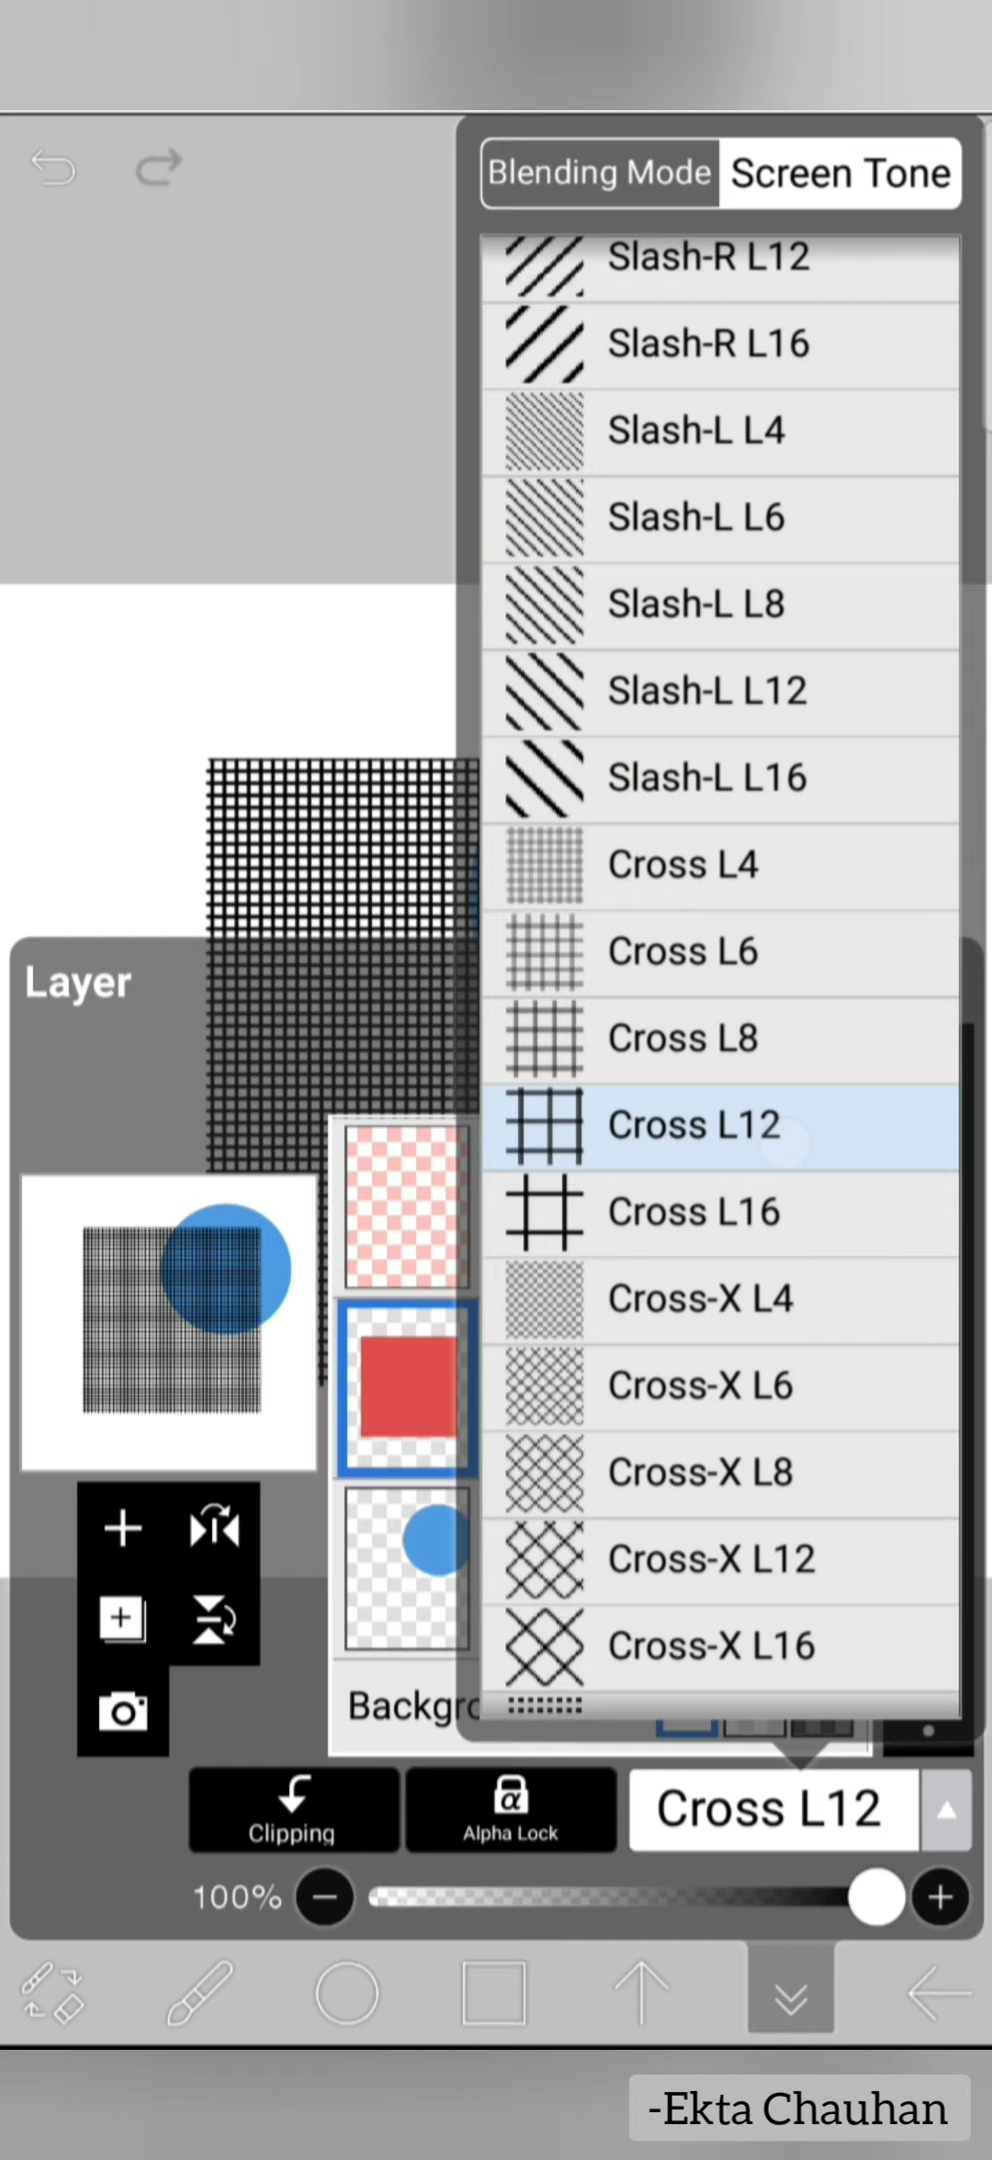 Blending Mode Screen Tone
Slash-R L12
Slash-R L16
Slash-L L4
Slash-L L6
Slash-L L8
Slash-L L12
Slash-L L16
Cross L4
Layer
Cross L6
Cross L8
Cross L12
Cross L16
Cross-X L4
Cross-X L6
Cross-X L8
Cross-X L12
Cross-X L16
Backgro
Clipping
α
Alpha Lock
Cross L12
100%
-Ekta Chauhan